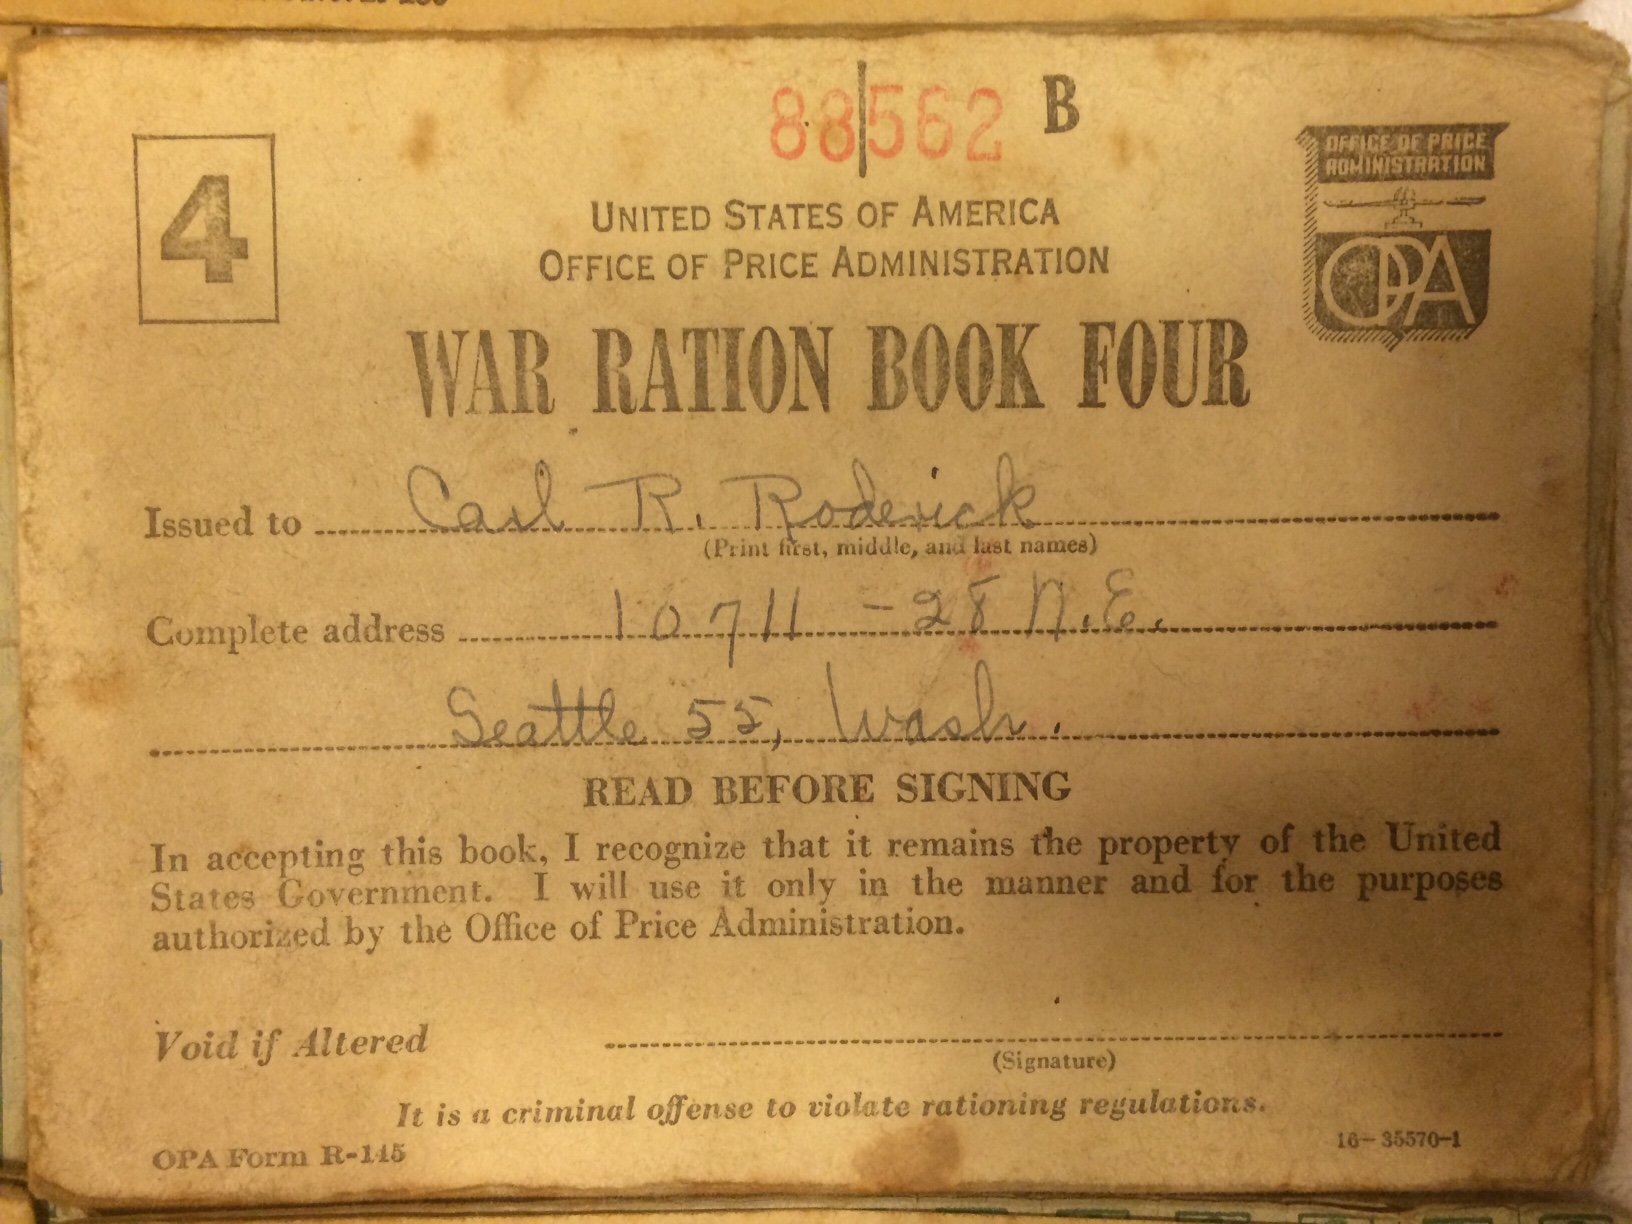 88562 B
4
OFFICE OF PRICE
ADMINISTRATION
OPA
UNITED STATES OF AMERICA
OFFICE OF PRICE ADMINISTRATION
WAR RATION BOOK FOUR
Issued to Carl R. Roderick
(Print first, middle, and last names)
Complete address 10711 - 28 N.E.
Seattle 55, Wash.
READ BEFORE SIGNING
In accepting this book, I recognize that it remains the property of the United
States Government. I will use it only in the manner and for the purposes
authorized by the Office of Price Administration.
Void if Altered
(Signature)
It is a criminal offense to violate rationing regulations.
OPA Form R-145
16-35570-1